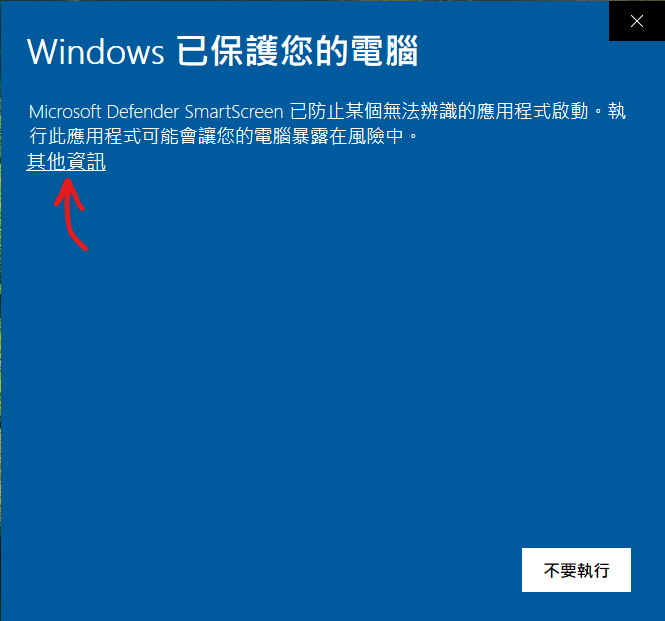 Windows 已保護您的電腦
Microsoft Defender SmartScreen 已防止某個無法辨識的應用程式啟動。執
行此應用程式可能會讓您的電腦暴露在風險中。
其他資訊
不要執行